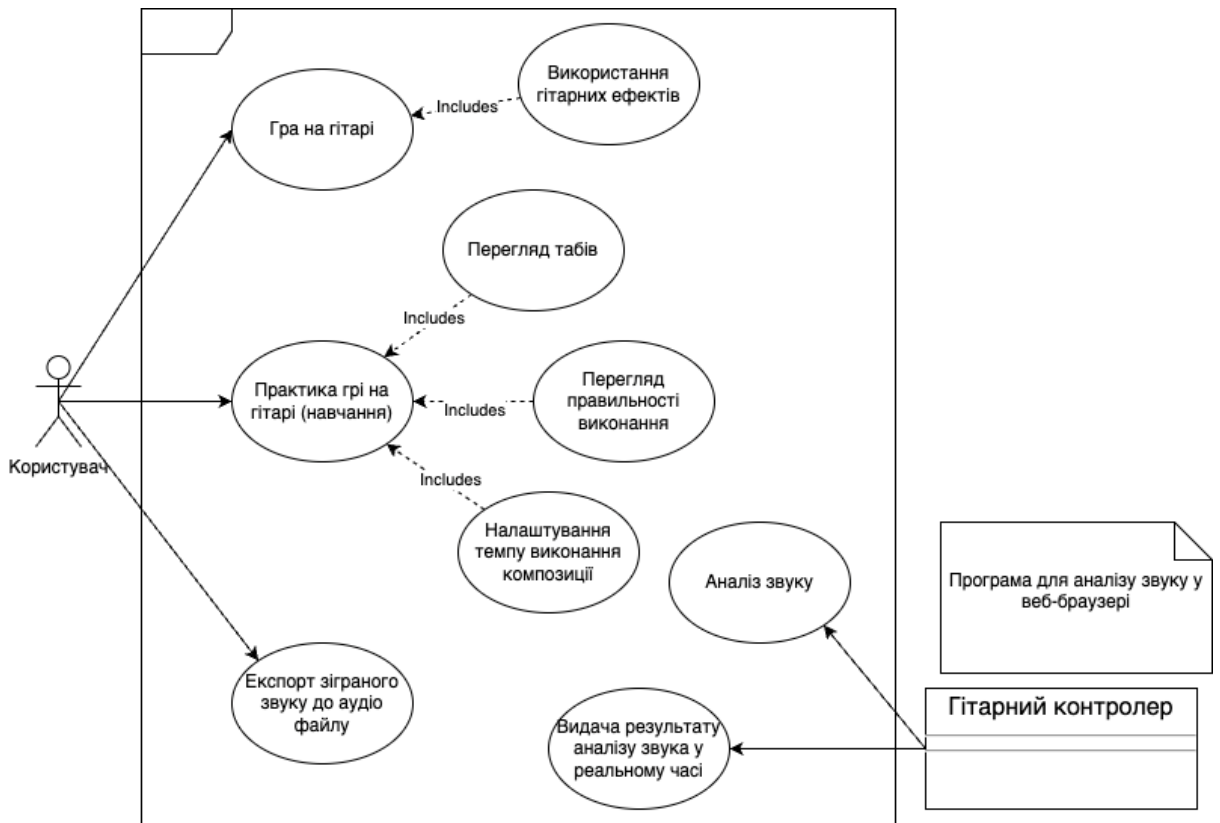 Використання
гітарних ефектів
Includes
Гра на гітарі
Перегляд табів
Includes
Практика грі на
гітарі (навчання)
Includes
Перегляд
правильності
виконання
Користувач
Includes
Налаштування
темпу виконання
композиції
Аналіз звуку
Програма для аналізу звуку у
веб-браузері
Експорт зіграного
звуку до аудіо
файлу
Видача результату
аналізу звука у
реальному часі
Гітарний контролер